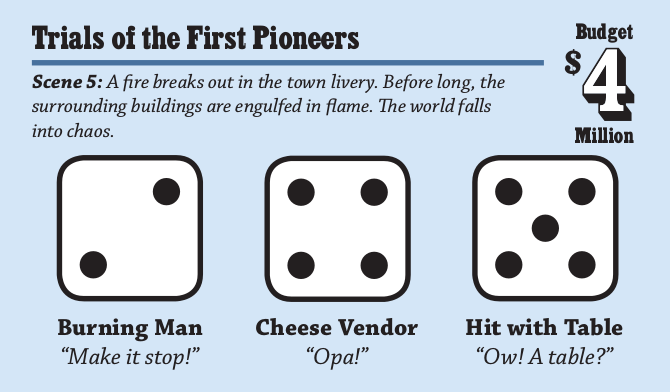 Trials of the First Pioneers
Budget
$4
Million
Scene 5: A fire breaks out in the town livery. Before long, the
surrounding buildings are engulfed in flame. The world falls
into chaos.
Burning Man
Cheese Vendor
Hit with Table
“Make it stop!”
“Opa!”
“Ow! A table?”